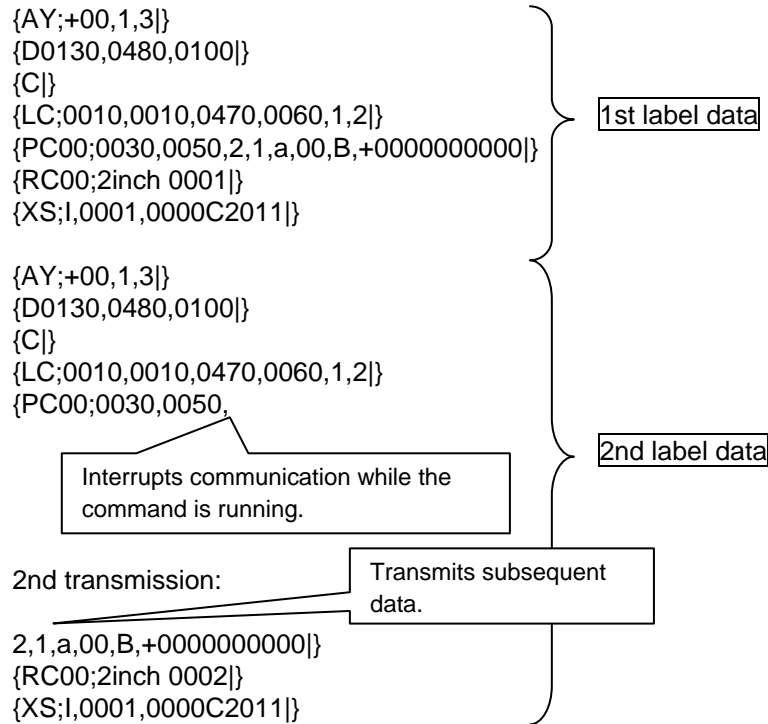 {AY;+00,1,3|}
{D0130,0480,0100|}
{C|}
{LC;0010,0010,0470,0060,1,2|}
{PC00;0030,0050,2,1,a,00,B,+0000000000|}
{RC00;2inch 0001|}
{XS;I,0001,0000C2011|}
1st label data
{AY;+00,1,3|}
{D0130,0480,0100|}
{C|}
{LC;0010,0010,0470,0060,1,2|}
{PC00;0030,0050,
Interrupts communication while the
command is running.
2nd label data
2nd transmission:
Transmits subsequent
data.
2,1,a,00,B,+0000000000|}
{RC00;2inch 0002|}
{XS;I,0001,0000C2011|}